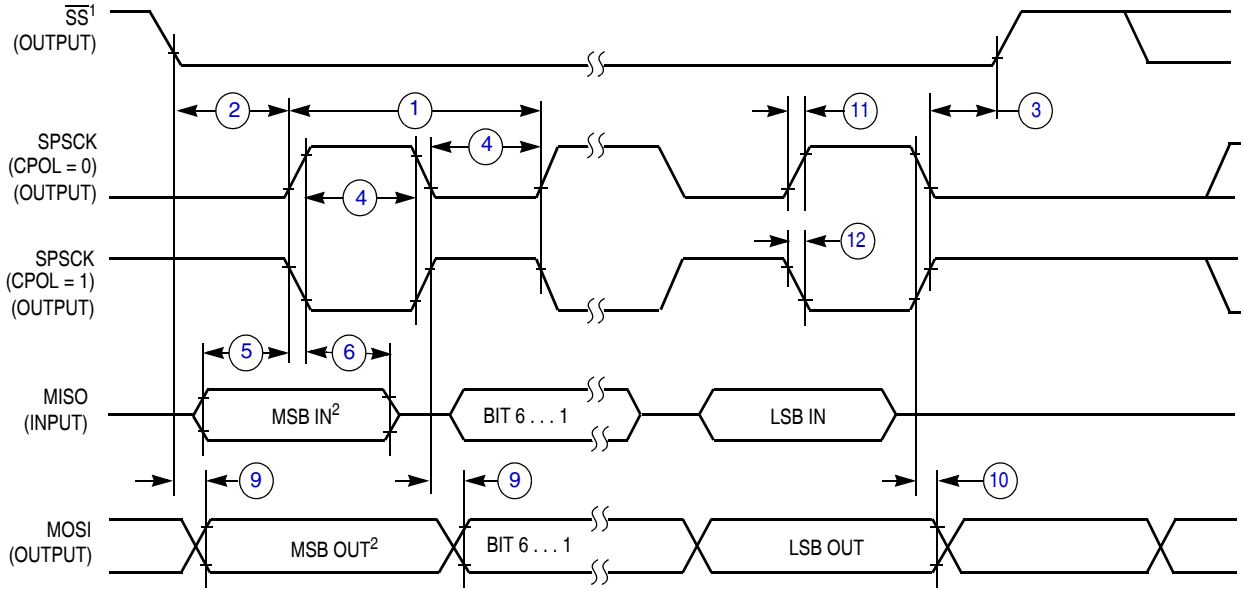 SS1
(OUTPUT)
2
1
11
3
SPSCK
(CPOL = 0)
(OUTPUT)
4
4
12
SPSCK
(CPOL = 1)
(OUTPUT)
5
6
MISO
(INPUT)
MSB IN2
BIT 6 . . . 1
LSB IN
9
9
10
MOSI
(OUTPUT)
MSB OUT2
BIT 6 . . . 1
LSB OUT